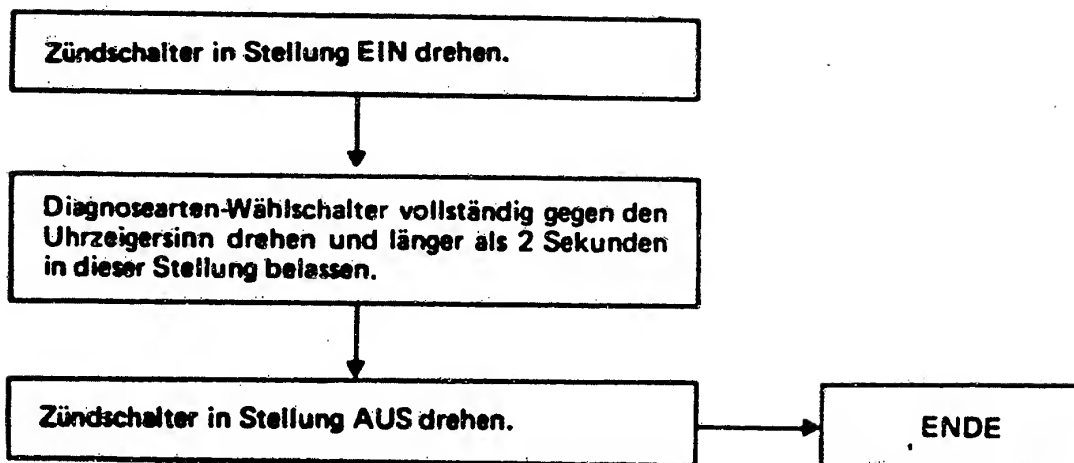 Zündschalter in Stellung EIN drehen.
Diagnosearten-Wählschalter vollständig gegen den
Uhrzeigersinn drehen und länger als 2 Sekunden
in dieser Stellung belassen.
Zündschalter in Stellung AUS drehen.
ENDE